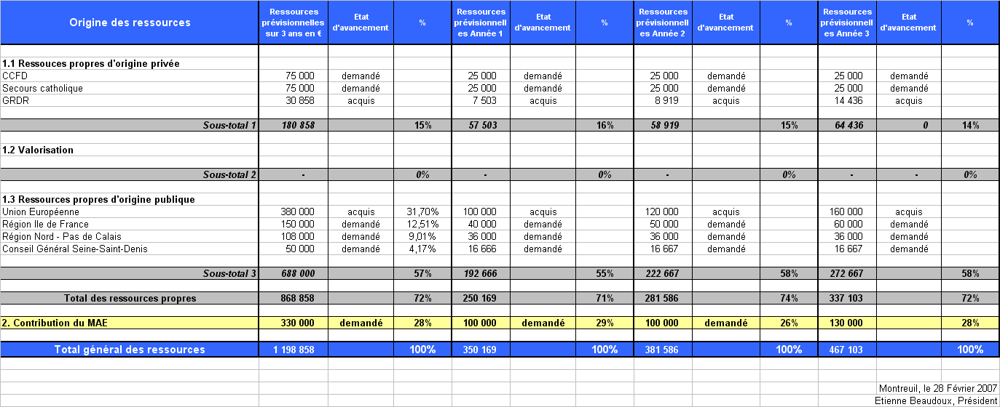 Origine des ressources Ressources prévisionnelles sur 3 ans en € Etat d'avancement % Ressources prévisionnell es Année 1 Etat d'avancement % Ressources prévisionnell es Année 2 Etat d'avancement % Ressources prévisionnell es Année 3 Etat d'avancement %
1.1 Ressouces propres d'origine privée
CCFD 75 000 demandé 25 000 demandé 25 000 demandé 25 000 demandé
Secours catholique 75 000 demandé 25 000 demandé 25 000 demandé 25 000 demandé
GRDR 30 858 acquis 7 503 acquis 8 919 acquis 14 436 acquis
Sous-total 1 180 858 15% 57 503 16% 58 919 15% 64 436 0 14%
1.2 Valorisation
Sous-total 2 - 0% - 0% - 0% - - 0%
1.3 Ressources propres d'origine publique
Union Européenne 380 000 acquis 31,70% 100 000 acquis 120 000 acquis 160 000 acquis
Région Ile de France 150 000 demandé 12,51% 40 000 demandé 50 000 demandé 60 000 demandé
Région Nord - Pas de Calais 108 000 demandé 9,01% 36 000 demandé 36 000 demandé 36 000 demandé
Conseil Général Seine-Saint-Denis 50 000 demandé 4,17% 16 666 demandé 16 667 demandé 16 667 demandé
Sous-total 3 688 000 57% 192 666 55% 222 667 58% 272 667 58%
Total des ressources propres 868 858 72% 250 169 71% 281 586 74% 337 103 72%
2. Contribution du MAE 330 000 demandé 28% 100 000 demandé 29% 100 000 demandé 26% 130 000 28%
Total général des ressources 1 198 858 100% 350 169 100% 381 586 100% 467 103 100%
Montreuil, le 28 Février 2007
Etienne Beaudoux, Président